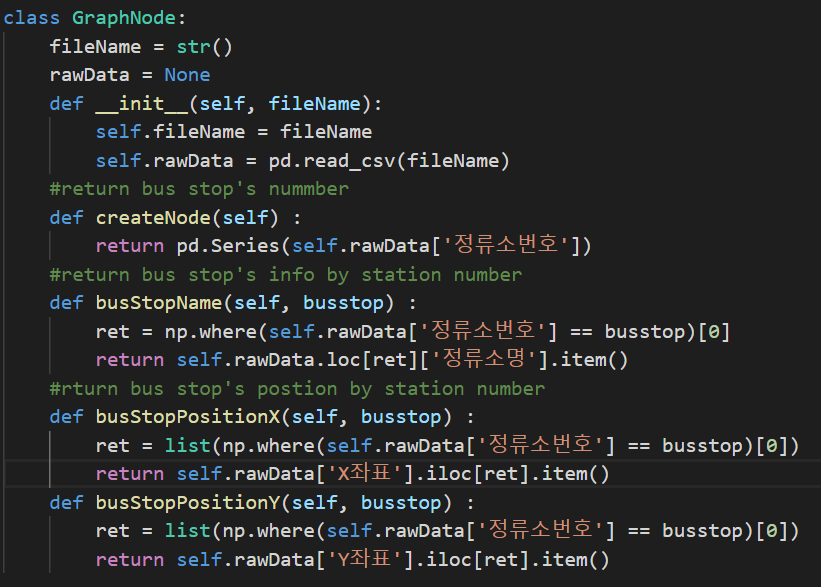 class GraphNode:
    fileName = str()
    rawData = None
    def __init__(self, fileName):
        self.fileName = fileName
        self.rawData = pd.read_csv(fileName)
    #return bus stop's nummber
    def createNode(self) :
        return pd.Series(self.rawData['정류소번호'])
    #return bus stop's info by station number
    def busStopName(self, busstop) :
        ret = np.where(self.rawData['정류소번호'] == busstop)[0]
        return self.rawData.loc[ret]['정류소명'].item()
    #rturn bus stop's postion by station number
    def busStopPositionX(self, busstop) :
        ret = list(np.where(self.rawData['정류소번호'] == busstop)[0])
        return self.rawData['X좌표'].iloc[ret].item()
    def busStopPositionY(self, busstop) :
        ret = list(np.where(self.rawData['정류소번호'] == busstop)[0])
        return self.rawData['Y좌표'].iloc[ret].item()